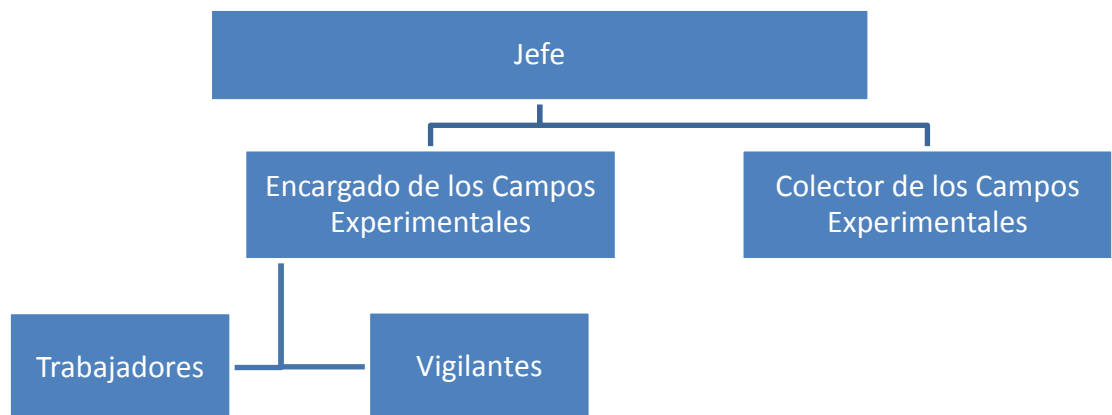 Jefe
Encargado de los Campos
Experimentales
Colector de los Campos
Experimentales
Trabajadores
Vigilantes